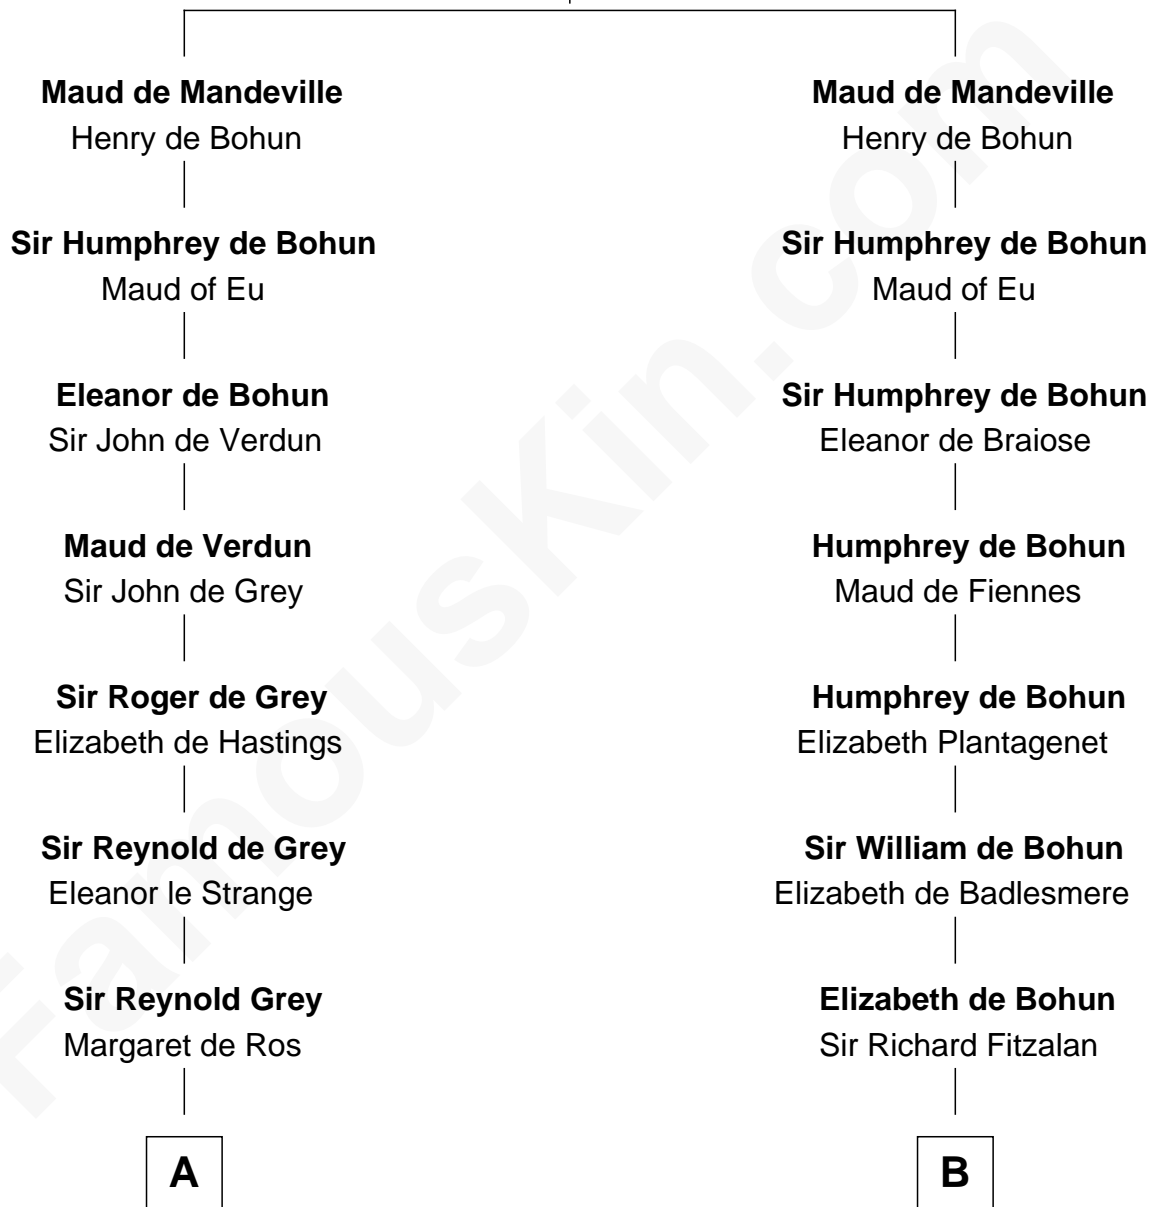 Maud de Mandeville
Henry de Bohun
Sir Humphrey de Bohun
Maud of Eu
Eleanor de Bohun
Sir John de Verdun
Maud de Verdun
Sir John de Grey
Sir Roger de Grey
Elizabeth de Hastings
Sir Reynold de Grey
Eleanor le Strange
Sir Reynold Grey
Margaret de Ros
A
Maud de Mandeville
Henry de Bohun
Sir Humphrey de Bohun
Maud of Eu
Sir Humphrey de Bohun
Eleanor de Braiose
Humphrey de Bohun
Maud de Fiennes
Humphrey de Bohun
Elizabeth Plantagenet
Sir William de Bohun
Elizabeth de Badlesmere
Elizabeth de Bohun
Sir Richard Fitzalan
B
FamousKin.com